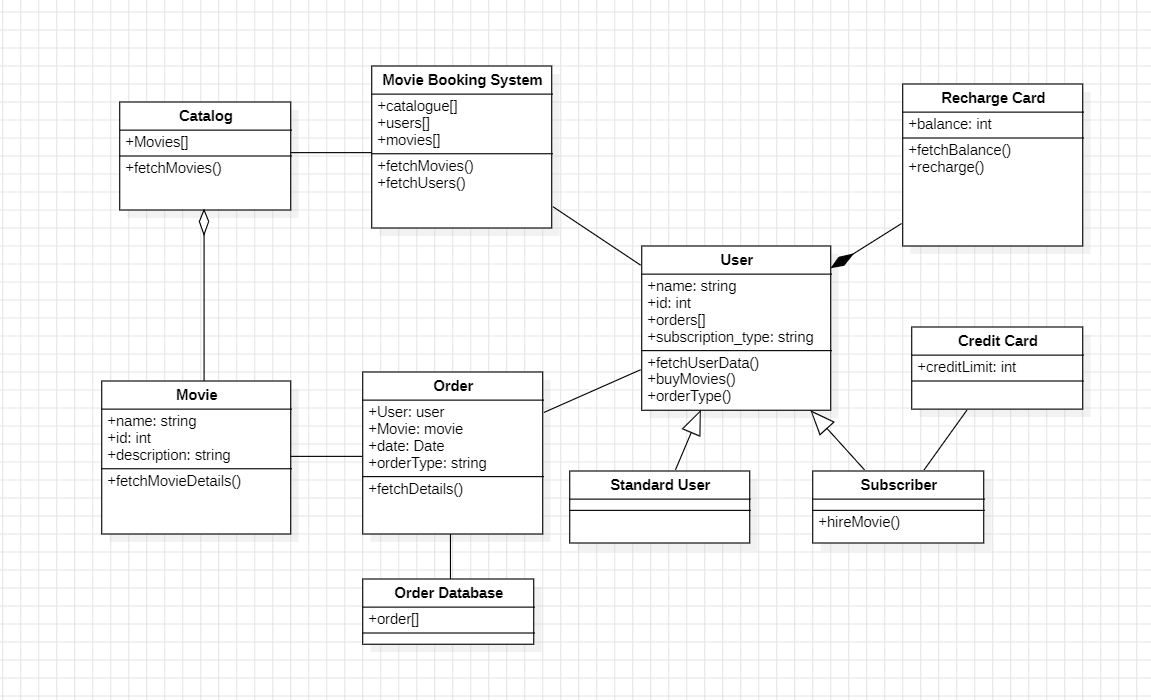 Movie Booking System
+catalogue[]
+users[]
+movies[]
+fetchMovies()
+fetchUsers()
Catalog
+Movies[]
+fetchMovies()
Recharge Card
+balance: int
+fetchBalance()
+recharge()
User
+name: string
+id: int
+orders[]
+subscription_type: string
+fetchUserData()
+buyMovies()
+orderType()
Credit Card
+creditLimit: int
Movie
+name: string
+id: int
+description: string
+fetchMovieDetails()
Order
+User: user
+Movie: movie
+date: Date
+orderType: string
+fetchDetails()
Standard User
Subscriber
+hireMovie()
Order Database
+order[]